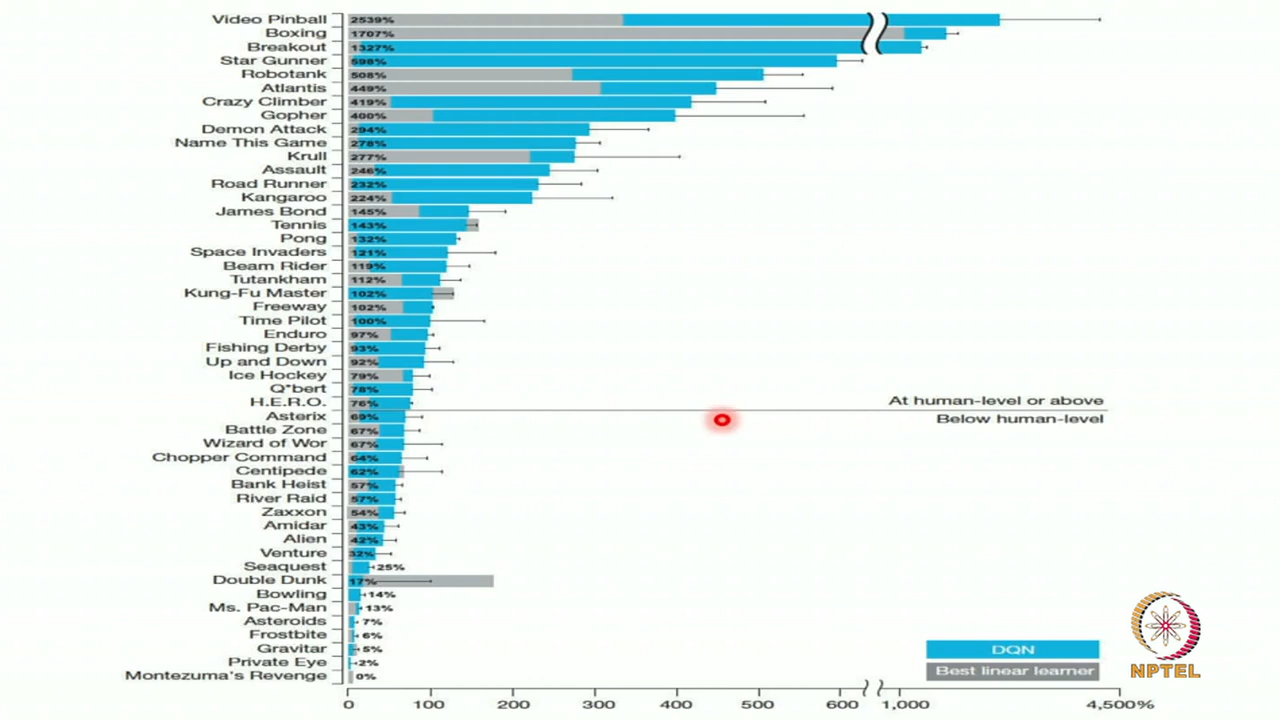 Video Pinball 2539%
Boxing 1707%
Breakout 1327%
Star Gunner 598%
Robotank 508%
Atlantis 449%
Crazy Climber 419%
Gopher 400%
Demon Attack 294%
Name This Game 278%
Krull 277%
Assault 246%
Road Runner 232%
Kangaroo 224%
James Bond 145%
Tennis 143%
Pong 132%
Space Invaders 121%
Beam Rider 119%
Tutankham 112%
Kung-Fu Master 102%
Freeway 102%
Time Pilot 100%
Enduro 97%
Fishing Derby 93%
Up and Down 92%
Ice Hockey 79%
Q*bert 78%
H.E.R.O. 76% At human-level or above
Asterix 69% Below human-level
Battle Zone 67%
Wizard of Wor 67%
Chopper Command 64%
Centipede 62%
Bank Heist 57%
River Raid 57%
Zaxxon 54%
Amidar 43%
Alien 42%
Venture 32%
Seaquest 25%
Double Dunk 17%
Bowling 14%
Ms. Pac-Man 13%
Asteroids 7%
Frostbite 6%
Gravitar 5%
Private Eye 2%
Montezuma's Revenge 0%
DQN
Best linear learner
NPTEL
0 100 200 300 400 500 600 1,000 4,500%